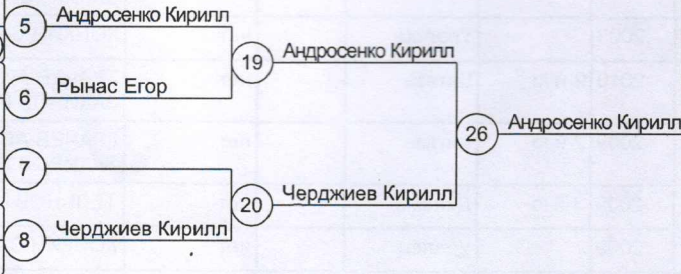 5 Андросенко Кирилл
19 Андросенко Кирилл
6 Рынас Егор
26 Андросенко Кирилл
7
20 Черджиев Кирилл
8 Черджиев Кирилл